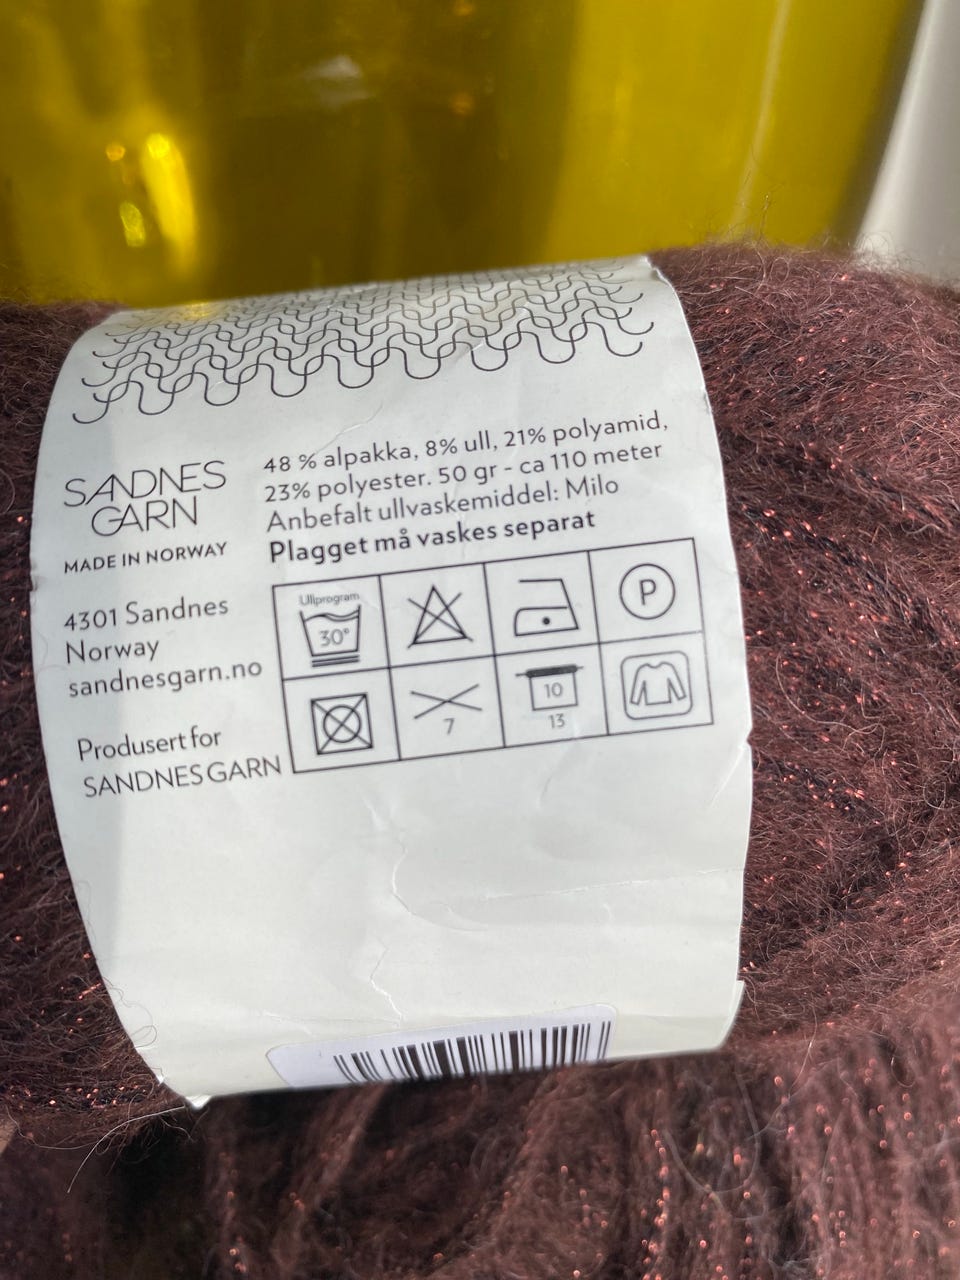 SANDNES
GARN
MADE IN NORWAY
4301 Sandnes
Norway
sandnesgarn.no
Produsert for
SANDNES GARN
48 % alpakka, 8% ull, 21% polyamid,
23% polyester. 50 gr - ca 110 meter
Anbefalt ullvaskemiddel: Milo
Plagget må vaskes separat
Ullprogram
30°
P
7
10
13